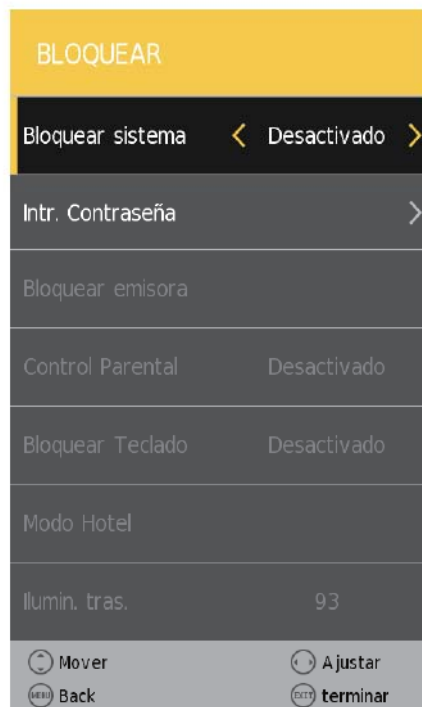 BLOQUEAR
Bloquear sistema < Desactivado >
Intr. Contraseña >
Bloquear emisora
Control Parental Desactivado
Bloquear Teclado Desactivado
Modo Hotel
Ilumin. tras. 93
Mover Ajustar
MENU Back EXIT terminar